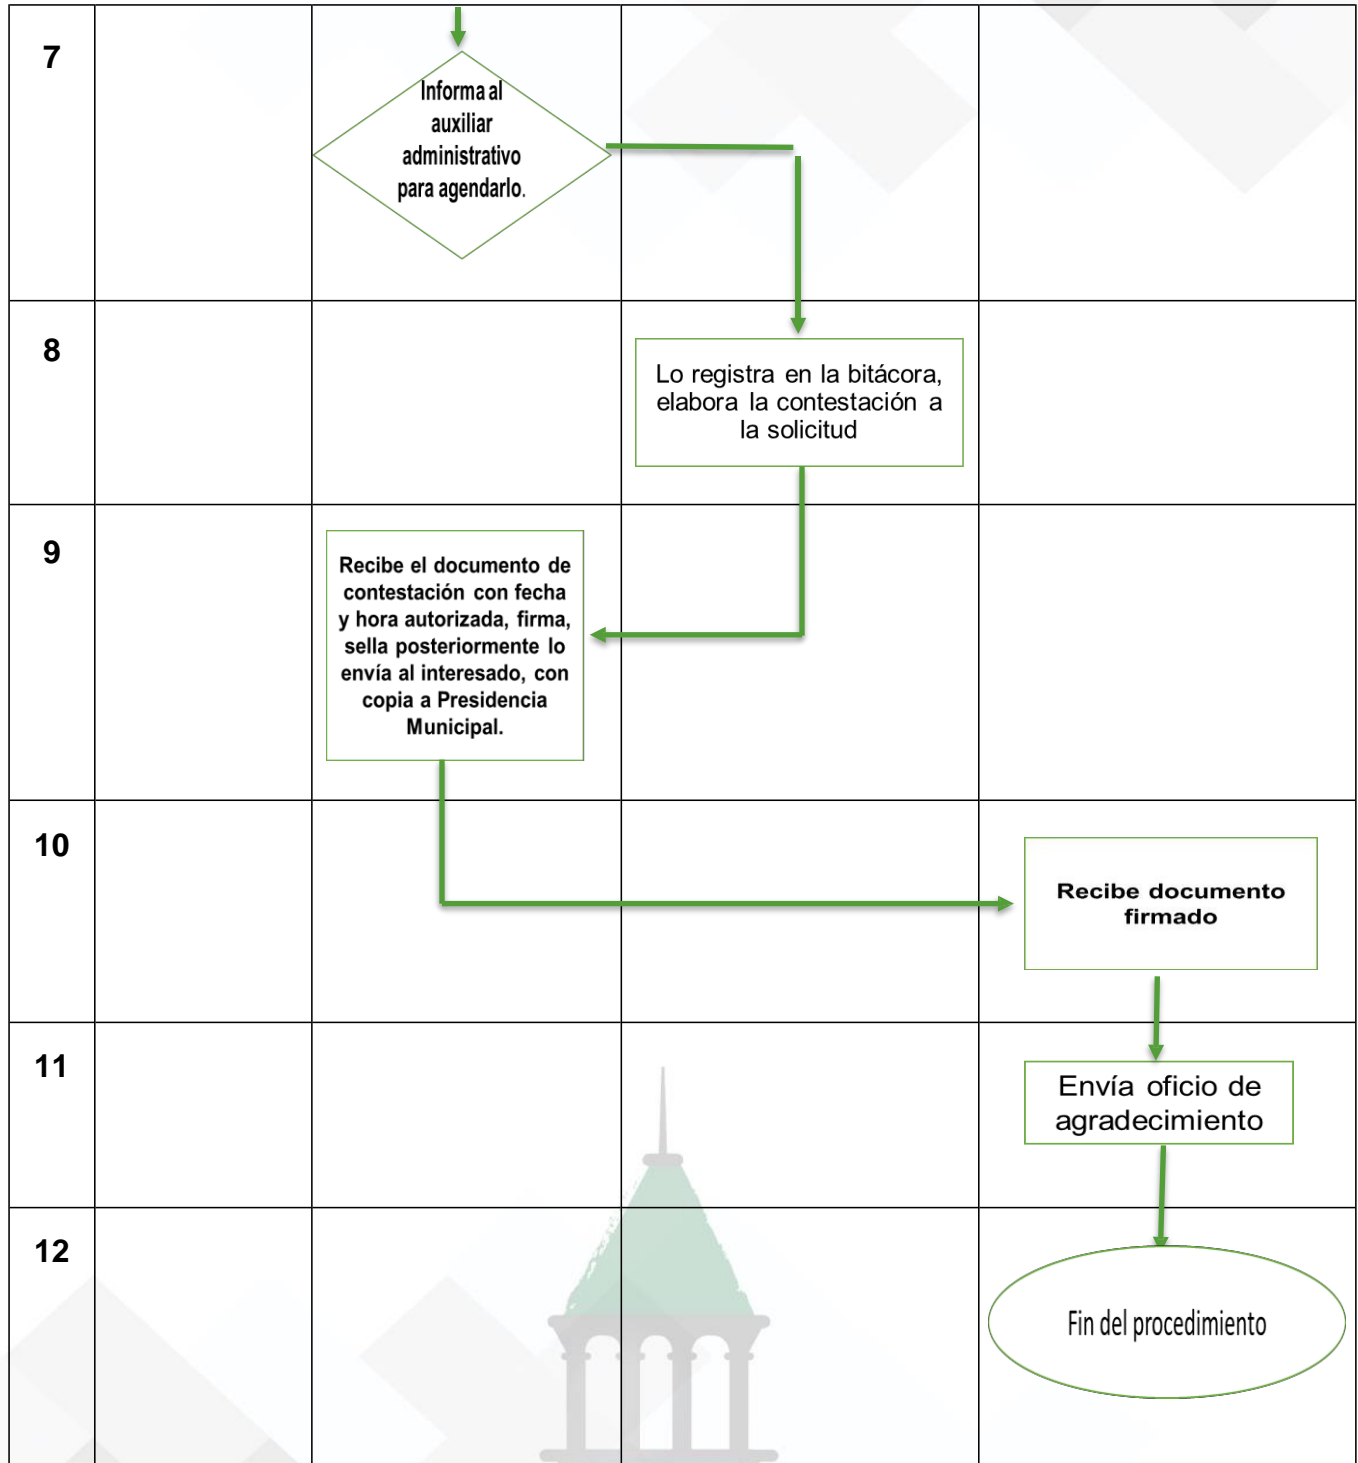 7
Informa al
auxiliar
administrativo
para agendarlo.
8
Lo registra en la bitácora,
elabora la contestación a
la solicitud
9
Recibe el documento de
contestación con fecha
y hora autorizada, firma,
sella posteriormente lo
envía al interesado, con
copia a Presidencia
Municipal.
10
Recibe documento
firmado
11
Envía oficio de
agradecimiento
12
Fin del procedimiento